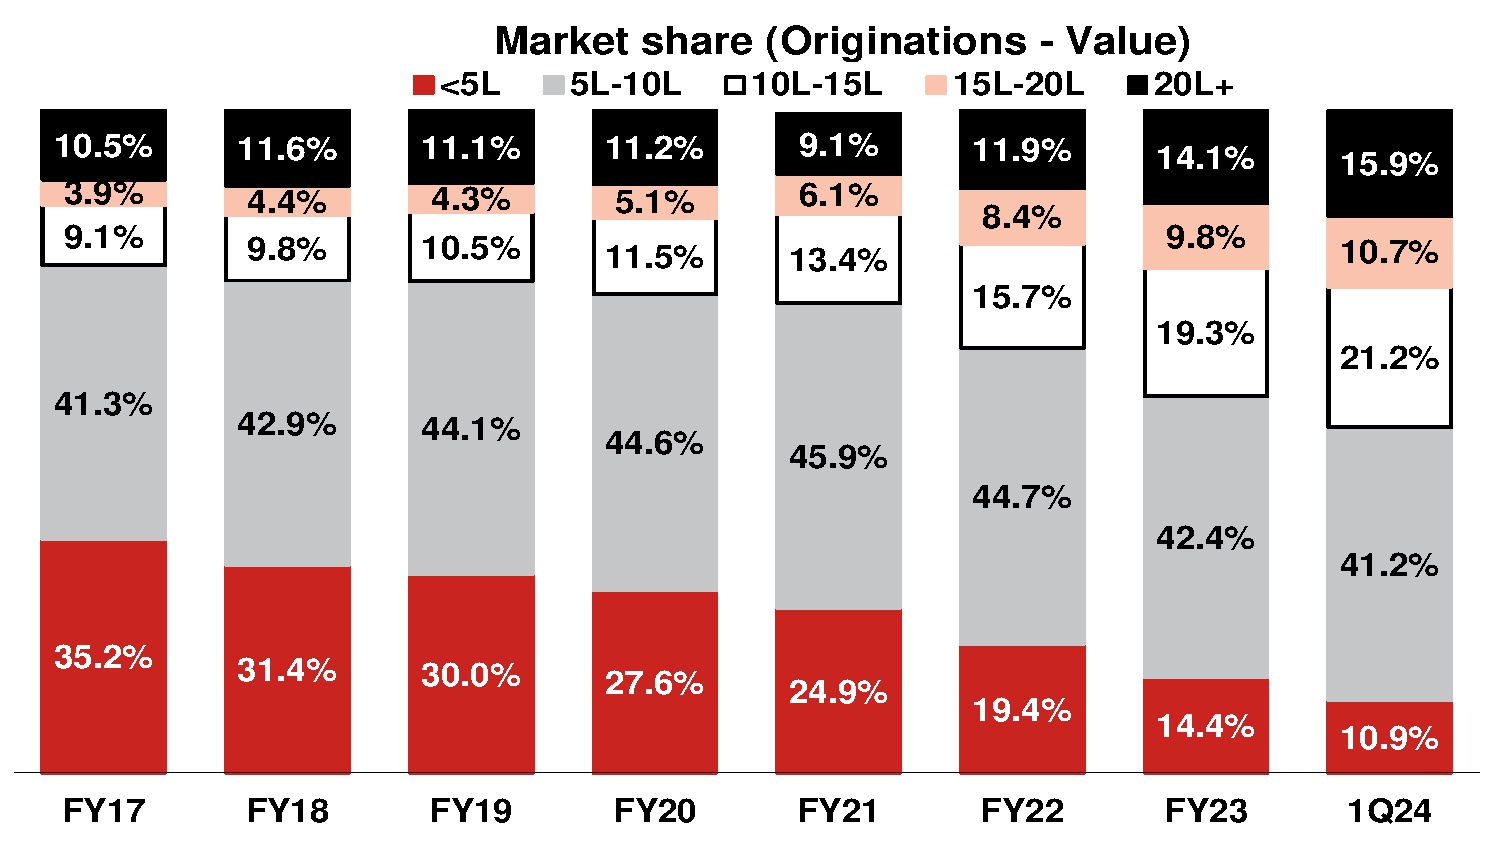 Market share (Originations - Value)
<5L 5L-10L 10L-15L 15L-20L 20L+
10.5% 11.6% 11.1% 11.2% 9.1% 11.9% 14.1% 15.9%
3.9% 4.4% 4.3% 5.1% 6.1% 8.4% 9.8% 10.7%
9.1% 9.8% 10.5% 11.5% 13.4% 15.7% 19.3% 21.2%
41.3% 42.9% 44.1% 44.6% 45.9% 44.7% 42.4% 41.2%
35.2% 31.4% 30.0% 27.6% 24.9% 19.4% 14.4% 10.9%
FY17 FY18 FY19 FY20 FY21 FY22 FY23 1Q24